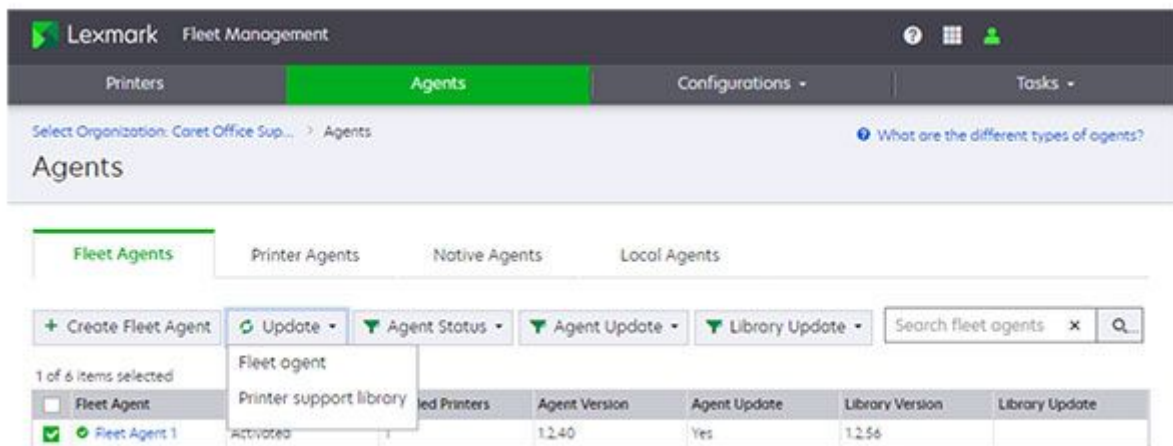 Lexmark Fleet Management
Printers Agents Configurations Tasks
Select Organization: Caret Office Sup... > Agents What are the different types of agents?
Agents
Fleet Agents Printer Agents Native Agents Local Agents
+ Create Fleet Agent Update Agent Status Agent Update Library Update Search fleet agents x
Fleet agent
1 of 6 items selected
Printer support library
Fleet Agent ed Printers Agent Version Agent Update Library Version Library Update
Fleet Agent 1 Activated 1 1.2.40 Yes 1.2.56